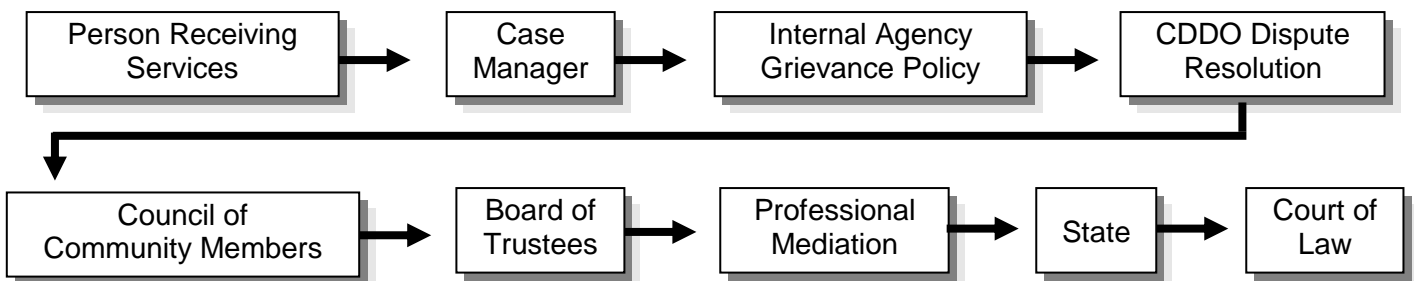 Person Receiving
Services
Case
Manager
Internal Agency
Grievance Policy
CDDO Dispute
Resolution
Council of
Community Members
Board of
Trustees
Professional
Mediation
State
Court of
Law